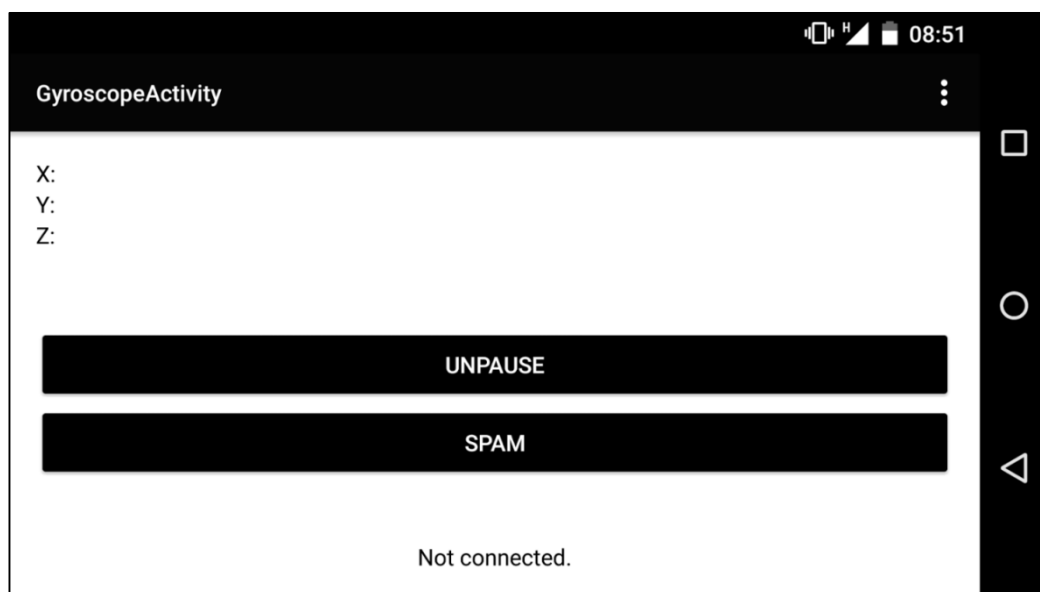 H 08:51
GyroscopeActivity
X:
Y:
Z:
UNPAUSE
SPAM
Not connected.